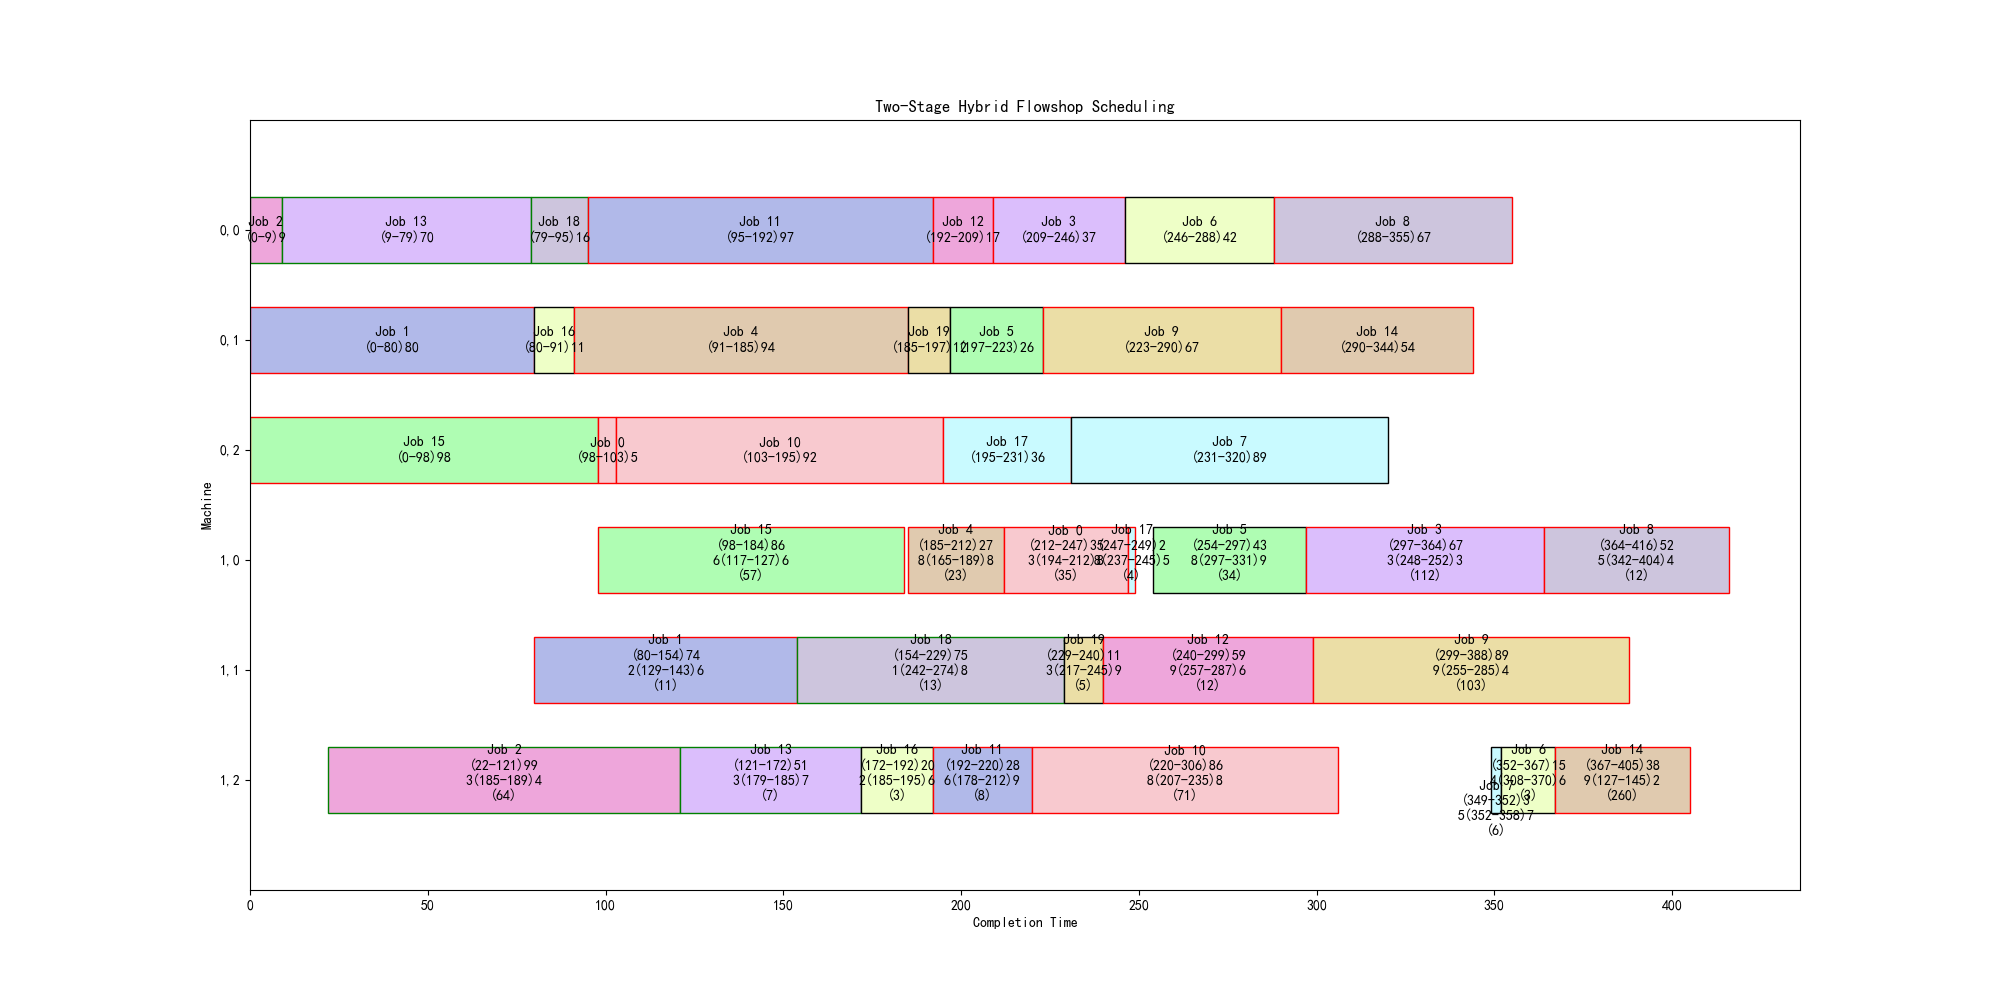 Two-Stage Hybrid Flowshop Scheduling
Machine
0,0
Job 2
(0-9)9
Job 13
(9-79)70
Job 18
(79-95)16
Job 11
(95-192)97
Job 12
(192-209)17
Job 3
(209-246)37
Job 6
(246-288)42
Job 8
(288-355)67
0,1
Job 1
(0-80)80
Job 16
(80-91)11
Job 4
(91-185)94
Job 19
(185-197)12
Job 5
(197-223)26
Job 9
(223-290)67
Job 14
(290-344)54
0,2
Job 15
(0-98)98
Job 0
(98-103)5
Job 10
(103-195)92
Job 17
(195-231)36
Job 7
(231-320)89
1,0
Job 15
(98-184)86
6(117-127)6
(57)
Job 4
(185-212)27
8(165-189)8
(23)
Job 0
(212-247)35
3(194-212)
(35)
Job 17
(247-249)2
(237-245)5
(4)
Job 5
(254-297)43
8(297-331)9
(34)
Job 3
(297-364)67
3(248-252)3
(112)
Job 8
(364-416)52
5(342-404)4
(12)
1,1
Job 1
(80-154)74
2(129-143)6
(11)
Job 18
(154-229)75
1(242-274)8
(13)
Job 19
(229-240)11
3(217-245)9
(5)
Job 12
(240-299)59
9(257-287)6
(12)
Job 9
(299-388)89
9(255-285)4
(103)
1,2
Job 2
(22-121)99
3(185-189)4
(64)
Job 13
(121-172)51
3(179-185)7
(7)
Job 16
(172-192)20
2(185-195)6
(3)
Job 11
(192-220)28
6(178-212)9
(8)
Job 10
(220-306)86
8(207-235)8
(71)
Job 7
(349-352)3
5(352-358)7
(6)
Job 6
(352-367)15
4(308-370)6
(3)
Job 14
(367-405)38
9(127-145)2
(260)
0 50 100 150 200 250 300 350 400
Completion Time